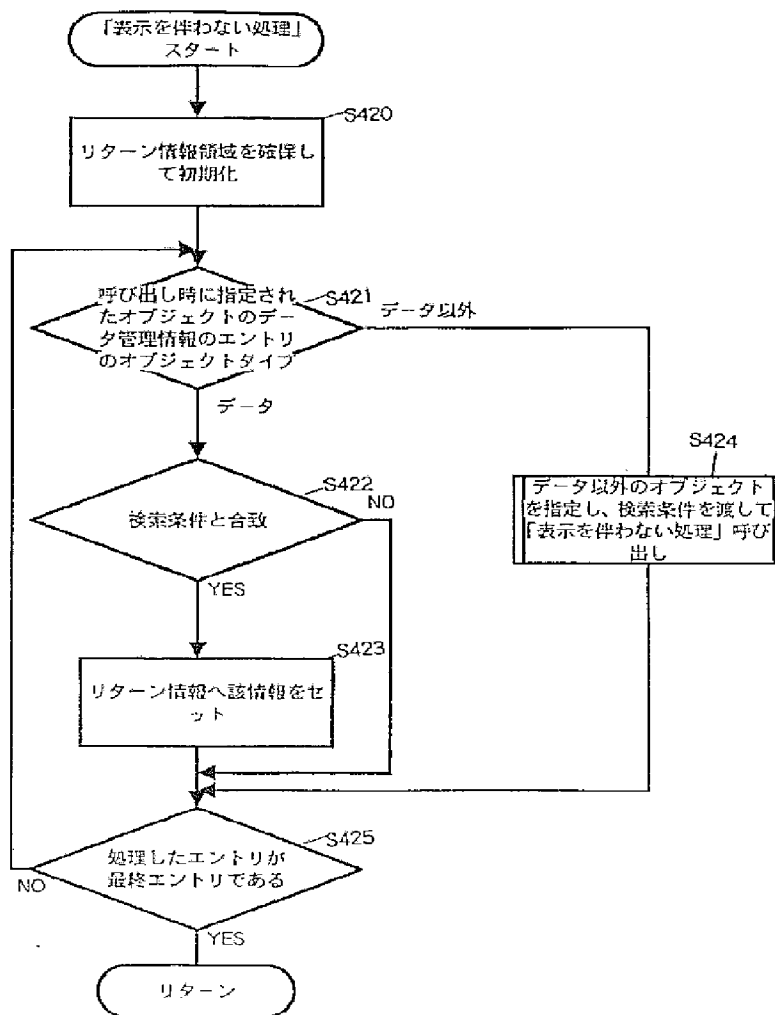 「表示を伴わない処理」
スタート
S420
リターン情報領域を確保し
て初期化
S421
呼び出し時に指定され
たオブジェクトのデー
タ管理情報のエントリ
のオブジェクトタイプ
データ以外
データ
S424
データ以外のオブジェクト
を指定し、検索条件を渡して
「表示を伴わない処理」呼び
出し
S422
NO
検索条件と合致
YES
S423
リターン情報へ該情報をセ
ット
S425
処理したエントリが
最終エントリである
NO
YES
リターン